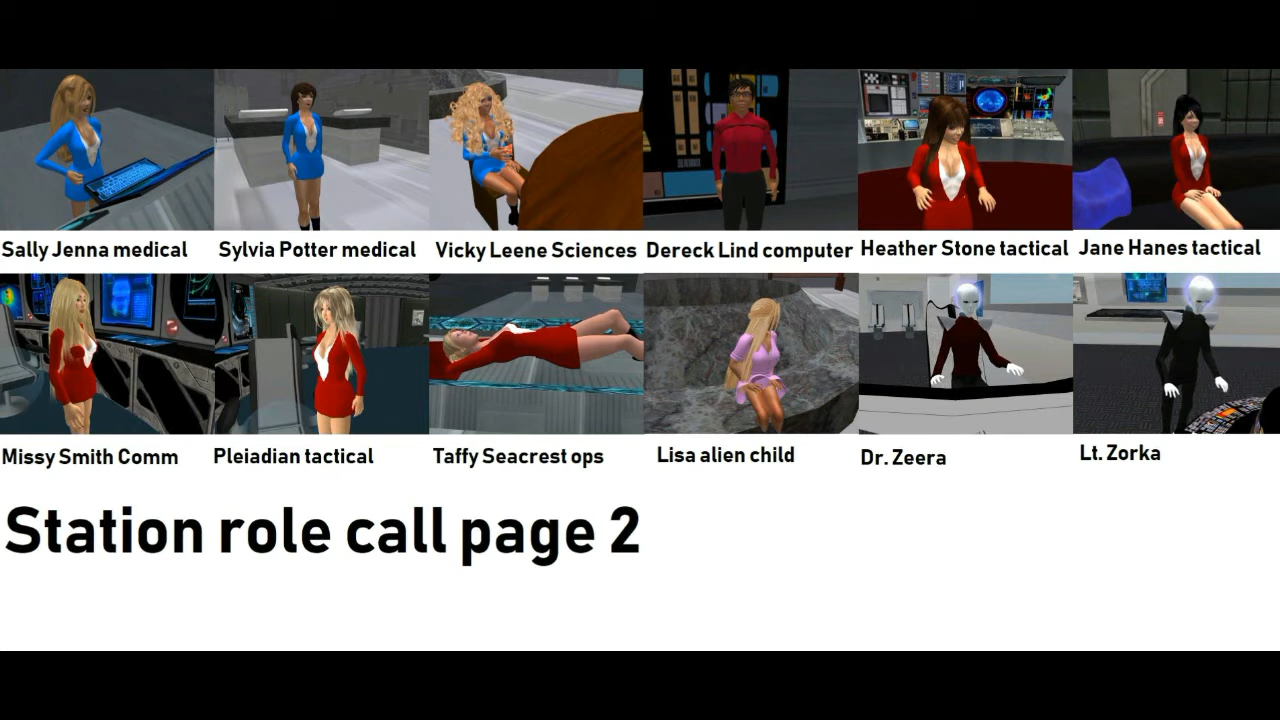 Sally Jenna medical
Sylvia Potter medical
Vicky Leene Sciences
Dereck Lind computer
Heather Stone tactical
Jane Hanes tactical
Missy Smith Comm
Pleiadian tactical
Taffy Seacrest ops
Lisa alien child
Dr. Zeera
Lt. Zorka
Station role call page 2